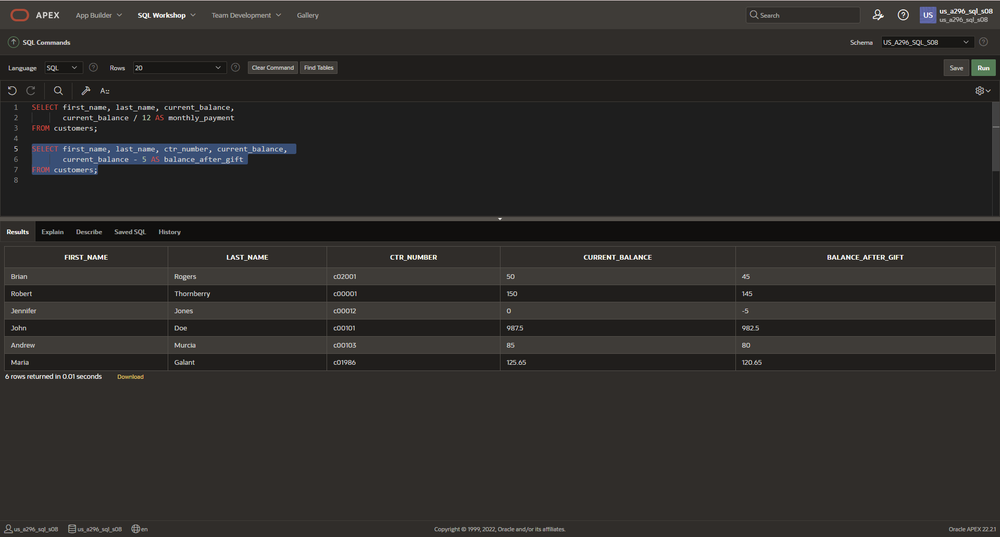 APEX App Builder SQL Workshop Team Development Gallery Search US us_a296_sql_s08
us_a296_sql_s08
SQL Commands Schema US_A296_SQL_S08
Language SQL Rows 20 Clear Command Find Tables Save Run
A::
1 SELECT first_name, last_name, current_balance,
2 current_balance / 12 AS monthly_payment
3 FROM customers;
4
5 SELECT first_name, last_name, ctr_number, current_balance,
6 current_balance - 5 AS balance_after_gift
7 FROM customers;
8
Results Explain Describe Saved SQL History
FIRST_NAME LAST_NAME CTR_NUMBER CURRENT_BALANCE BALANCE_AFTER_GIFT
Brian Rogers c02001 50 45
Robert Thornberry c00001 150 145
Jennifer Jones c00012 0 -5
John Doe c00101 987.5 982.5
Andrew Murcia c00103 85 80
Maria Galant c01986 125.65 120.65
6 rows returned in 0.01 seconds Download
us_a296_sql_s08 us_a296_sql_s08 en Copyright © 1999, 2022, Oracle and/or its affiliates. Oracle APEX 22.2.1